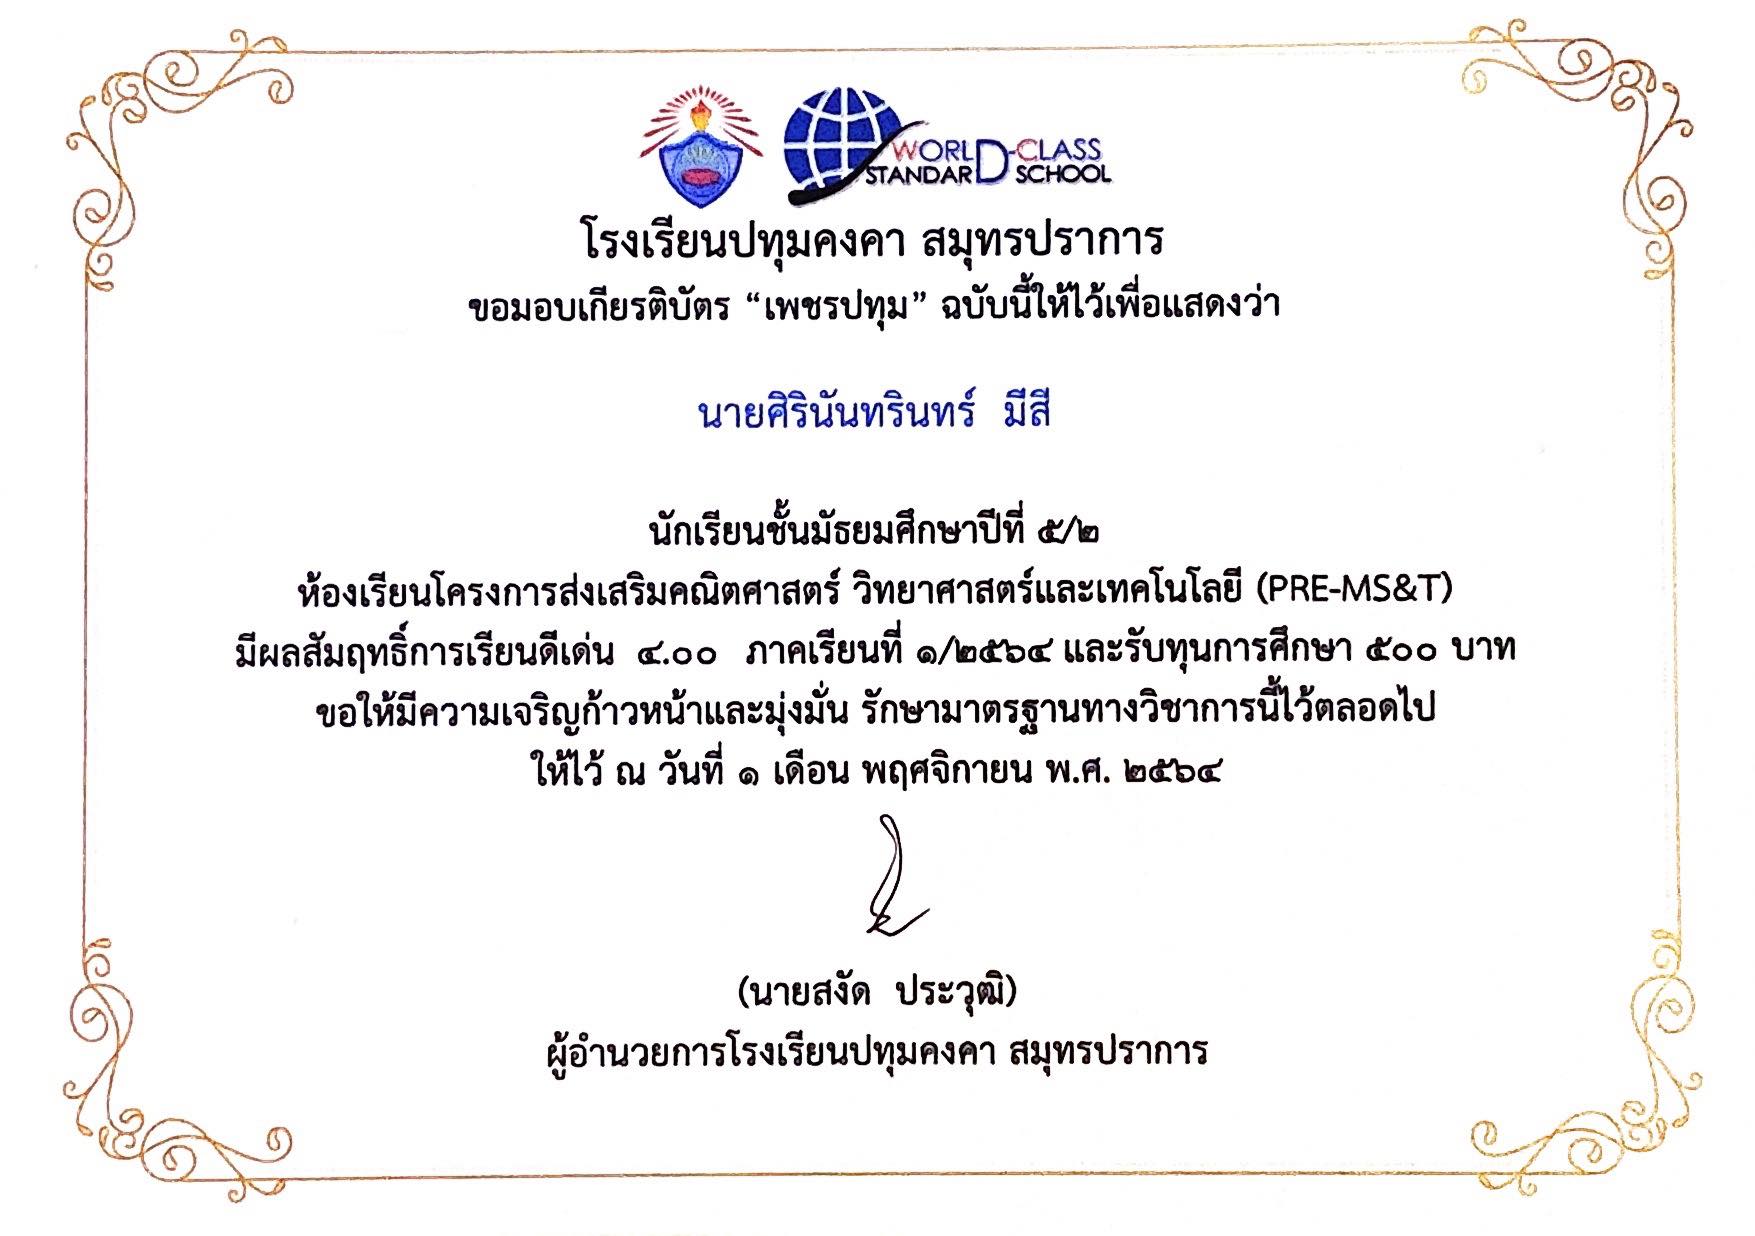 WORLD-CLASS
STANDARD SCHOOL
โรงเรียนปทุมคงคา สมุทรปราการ
ขอมอบเกียรติบัตร “เพชรปทุม” ฉบับนี้ให้ไว้เพื่อแสดงว่า
นายศิรินันทรินทร์ มีสี
นักเรียนชั้นมัธยมศึกษาปีที่ ๕/๒
ห้องเรียนโครงการส่งเสริมคณิตศาสตร์ วิทยาศาสตร์และเทคโนโลยี (PRE-MS&T)
มีผลสัมฤทธิ์การเรียนดีเด่น ๔.๐๐ ภาคเรียนที่ ๑/๒๕๖๔ และรับทุนการศึกษา ๕๐๐ บาท
ขอให้มีความเจริญก้าวหน้าและมุ่งมั่น รักษามาตรฐานทางวิชาการนี้ไว้ตลอดไป
ให้ไว้ ณ วันที่ ๑ เดือน พฤศจิกายน พ.ศ. ๒๕๖๔
(นายสงัด ประวุฒิ)
ผู้อำนวยการโรงเรียนปทุมคงคา สมุทรปราการ